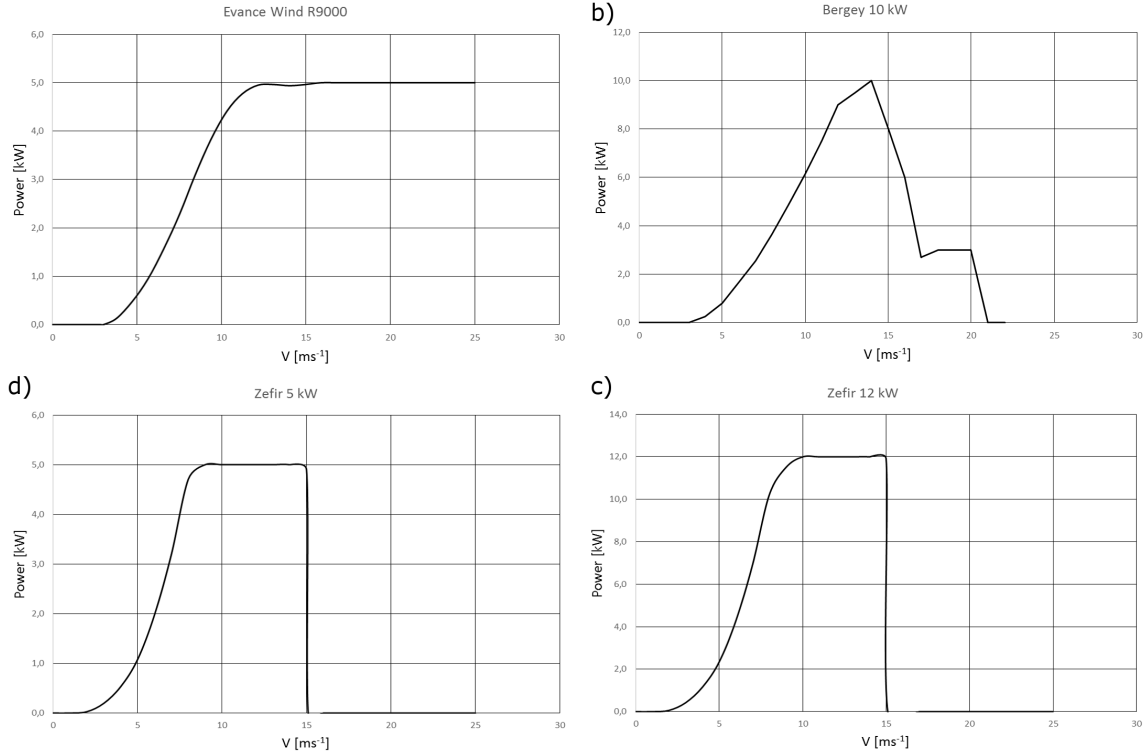 Evance Wind R9000
6,0
5,0
4,0
3,0
2,0
1,0
0,0
Power [kW]
0 5 10 15 20 25 30
V [ms⁻¹]
b)
Bergey 10 kW
12,0
10,0
8,0
6,0
4,0
2,0
0,0
Power [kW]
0 5 10 15 20 25 30
V [ms⁻¹]
d)
Zefir 5 kW
6,0
5,0
4,0
3,0
2,0
1,0
0,0
Power [kW]
0 5 10 15 20 25 30
V [ms⁻¹]
c)
Zefir 12 kW
14,0
12,0
10,0
8,0
6,0
4,0
2,0
0,0
Power [kW]
0 5 10 15 20 25 30
V [ms⁻¹]